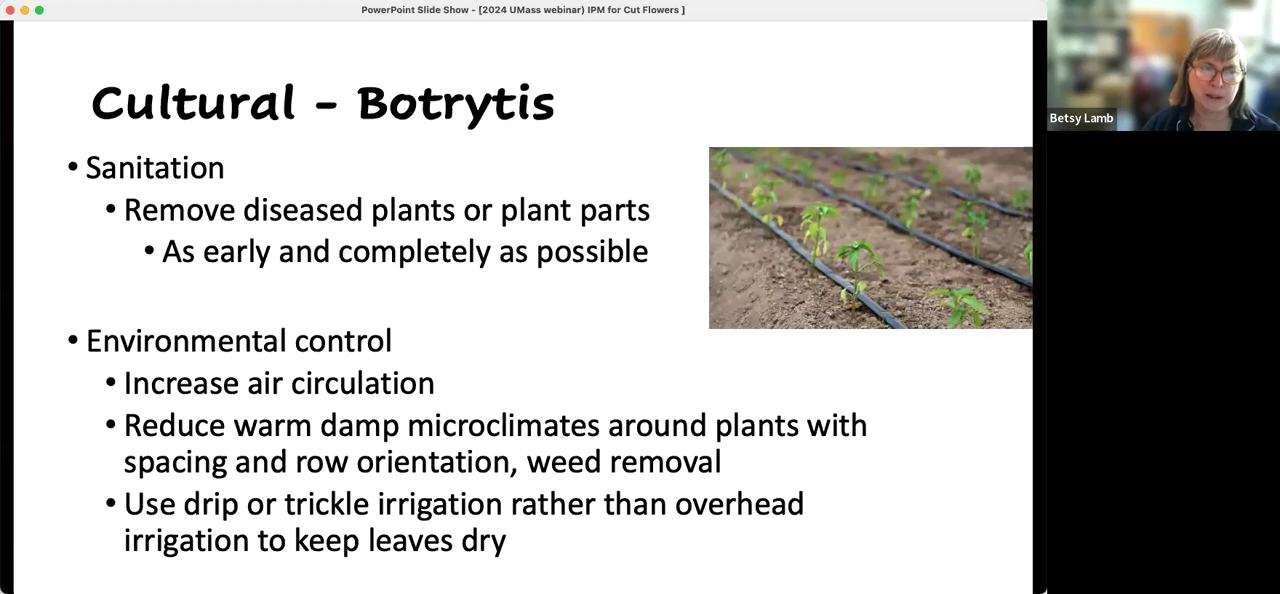 PowerPoint Slide Show - [2024 UMass webinar) IPM for Cut Flowers ]
Cultural - Botrytis
• Sanitation
• Remove diseased plants or plant parts
• As early and completely as possible
• Environmental control
• Increase air circulation
• Reduce warm damp microclimates around plants with
spacing and row orientation, weed removal
• Use drip or trickle irrigation rather than overhead
irrigation to keep leaves dry
Betsy Lamb